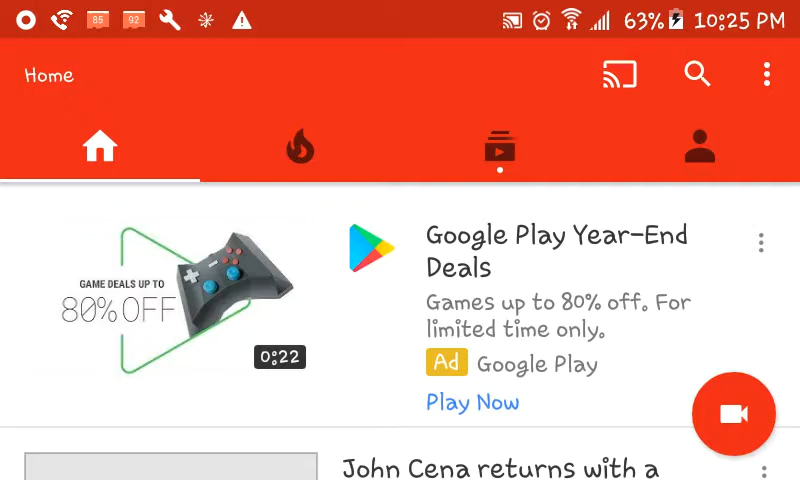 85 92 63% 10:25 PM
Home
GAME DEALS UP TO
80% OFF
0:22
Google Play Year-End
Deals
Games up to 80% off. For
limited time only.
Ad Google Play
Play Now
John Cena returns with a